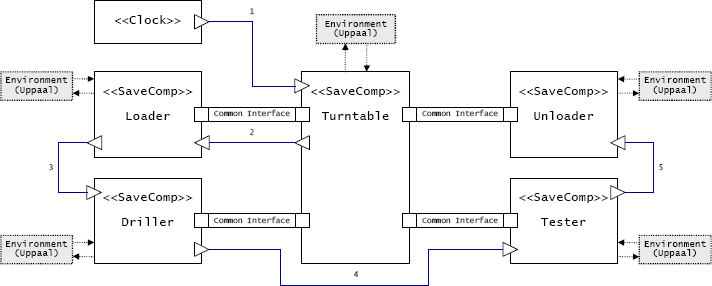 <<Clock>>
1
Environment
(Uppaal)
Environment
(Uppaal)
<<SaveComp>>
Loader
Common Interface
<<SaveComp>>
Turntable
Common Interface
<<SaveComp>>
Unloader
Environment
(Uppaal)
2
3
5
<<SaveComp>>
Driller
Common Interface
Common Interface
<<SaveComp>>
Tester
Environment
(Uppaal)
Environment
(Uppaal)
4